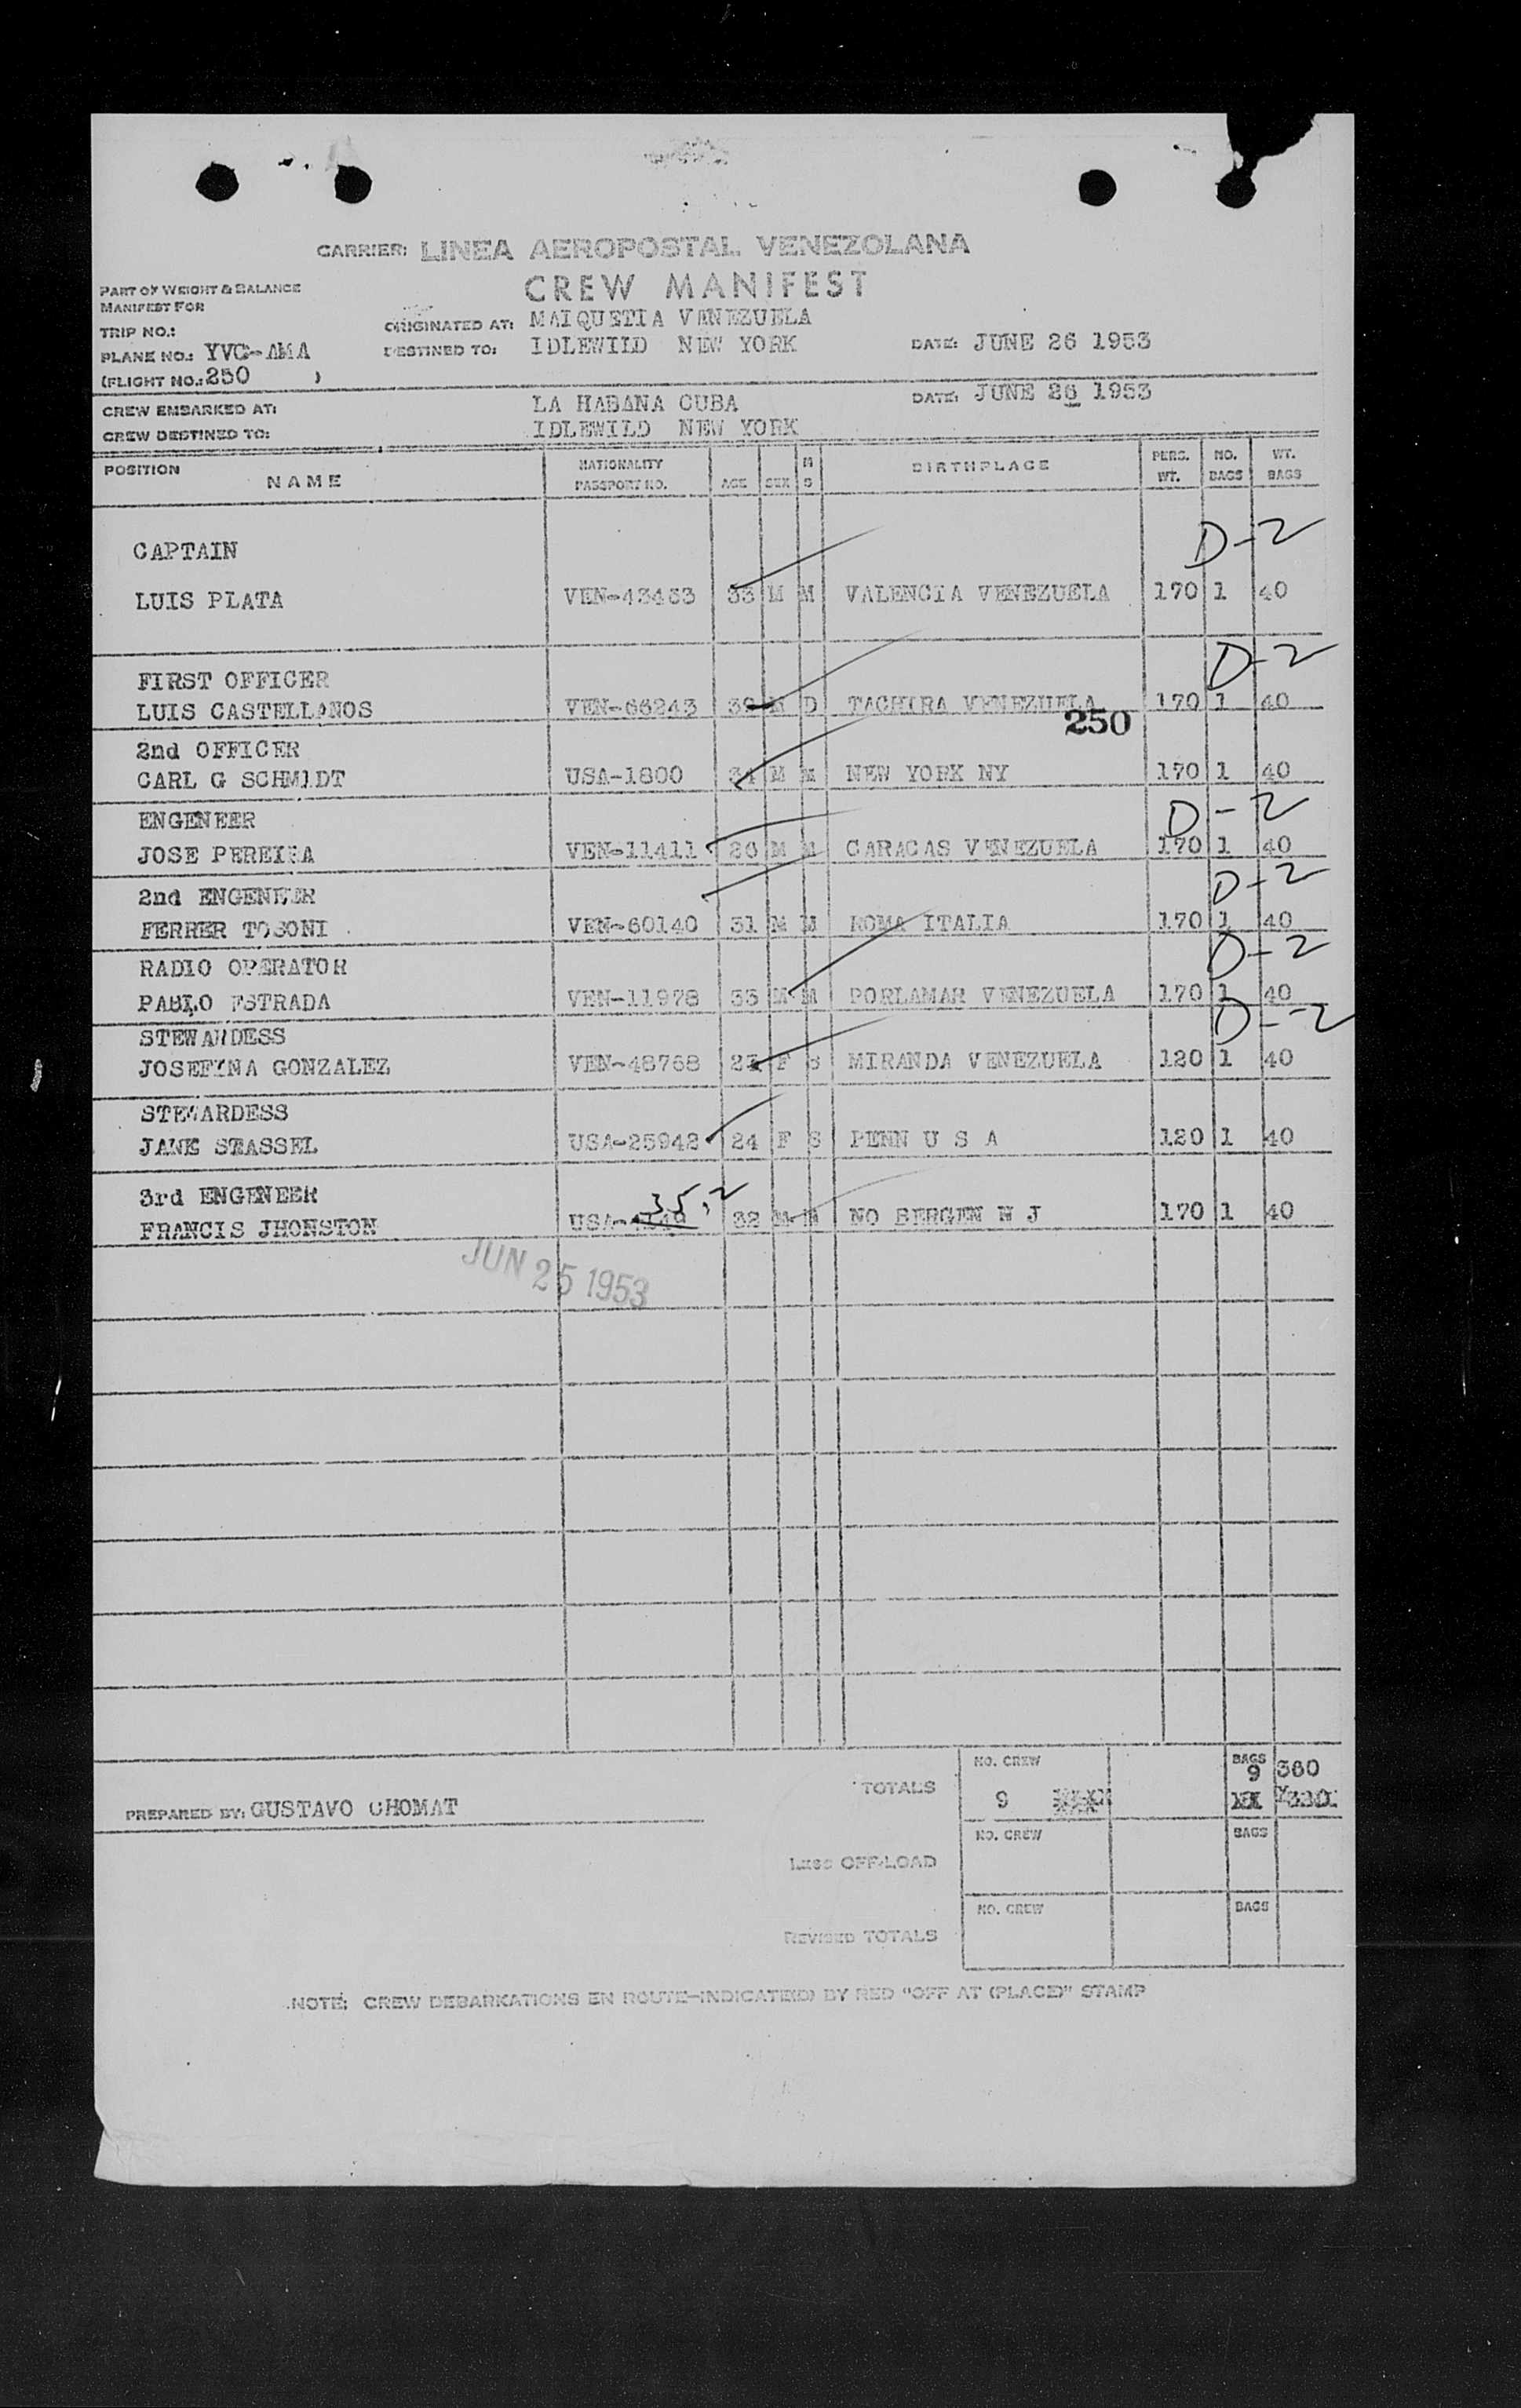 CARRIER: LINEA AEROPOSTAL VENEZOLANA
CREW MANIFEST
PART OF WEIGHT & BALANCE
MANIFEST FOR
TRIP NO.:
ORIGINATED AT: MAIQUETIA VANEZUELA
PLANE NO.: YVC-AMA
DESTINED TO: IDLEWILD NEW YORK DATE: JUNE 26 1953
(FLIGHT NO.: 250 )
CREW EMBARKED AT: LA HABANA CUBA DATE: JUNE 26 1953
CREW DESTINED TO: IDLEWILD NEW YORK
POSITION NAME NATIONALITY PASSPORT NO. AGE SEX M S BIRTHPLACE PERS. WT. NO. BAGS WT. BAGS
CAPTAIN D-2
LUIS PLATA VEN-43463 33 M M VALENCIA VENEZUELA 170 1 40
FIRST OFFICER D-2
LUIS CASTELLANOS VEN-66243 M D TACHIRA VENEZUELA 170 1 40
250
2nd OFFICER
CARL G SCHMIDT USA-1800 34 M M NEW YORK NY 170 1 40
ENGENEER D-2
JOSE PEREIRA VEN-11411 26 M M CARACAS VENEZUELA 170 1 40
2nd ENGENEER D-2
FERRER TOSONI VEN-60140 31 M M ROMA ITALIA 170 1 40
RADIO OPERATOR D-2
PABLO ESTRADA VEN-11978 33 M M PORLAMAR VENEZUELA 170 1 40
STEWARDESS D-2
JOSEFINA GONZALEZ VEN-48768 F S MIRANDA VENEZUELA 120 1 40
STEWARDESS
JANE STASSEL USA-25942 24 F S PENN U S A 120 1 40
3rd ENGENEER 35,2
FRANCIS JHONSTON USA- 32 M M NO BERGEN N J 170 1 40
JUN 25 1953
TOTALS NO. CREW 9 BAGS 9 360
XX 330
PREPARED BY: GUSTAVO CHOMAT
Less OFF-LOAD NO. CREW BAGS
REVISED TOTALS NO. CREW BAGS
NOTE: CREW DEBARKATIONS EN ROUTE-INDICATE(D) BY RED "OFF AT (PLACE)" STAMP